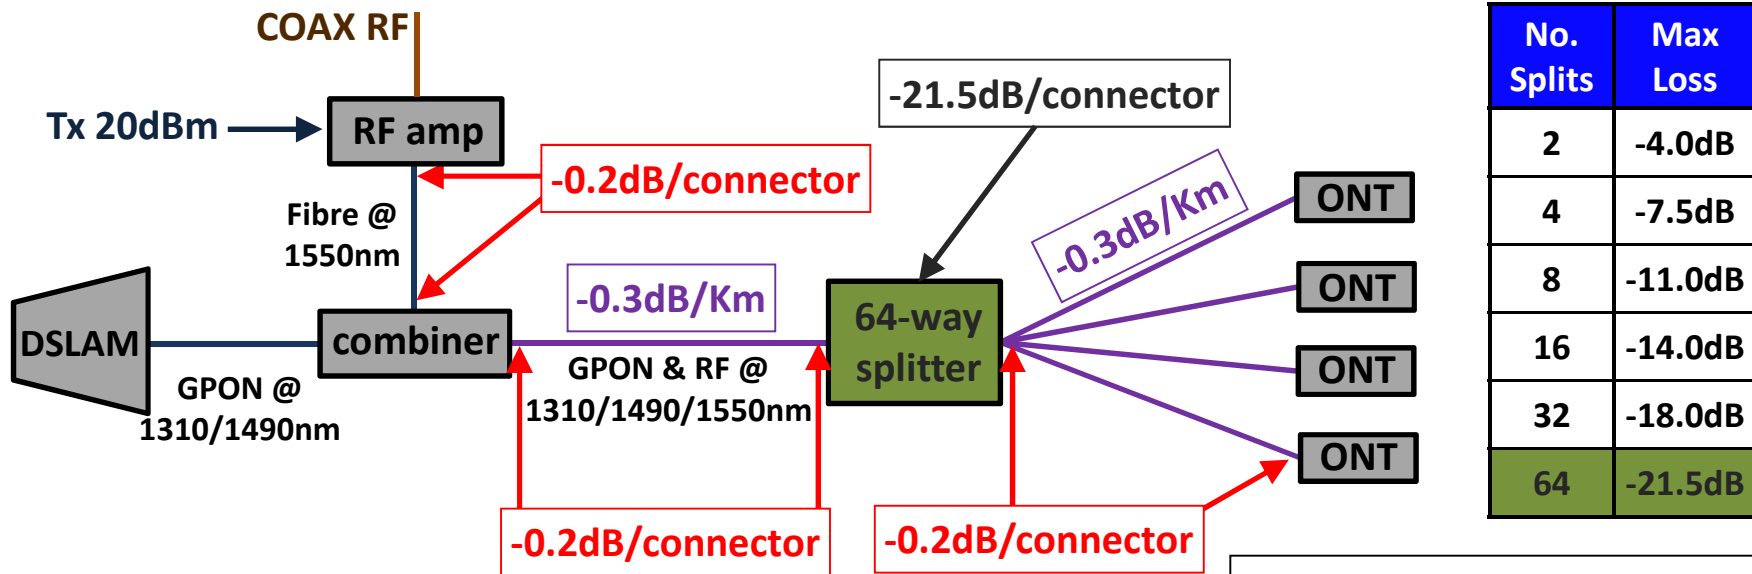 COAX RF
Tx 20dBm
RF amp
-0.2dB/connector
Fibre @
1550nm
DSLAM
GPON @
1310/1490nm
combiner
-0.3dB/Km
GPON & RF @
1310/1490/1550nm
-0.2dB/connector
-21.5dB/connector
64-way
splitter
-0.3dB/Km
-0.2dB/connector
ONT
ONT
ONT
ONT
No. Splits Max Loss
2 -4.0dB
4 -7.5dB
8 -11.0dB
16 -14.0dB
32 -18.0dB
64 -21.5dB